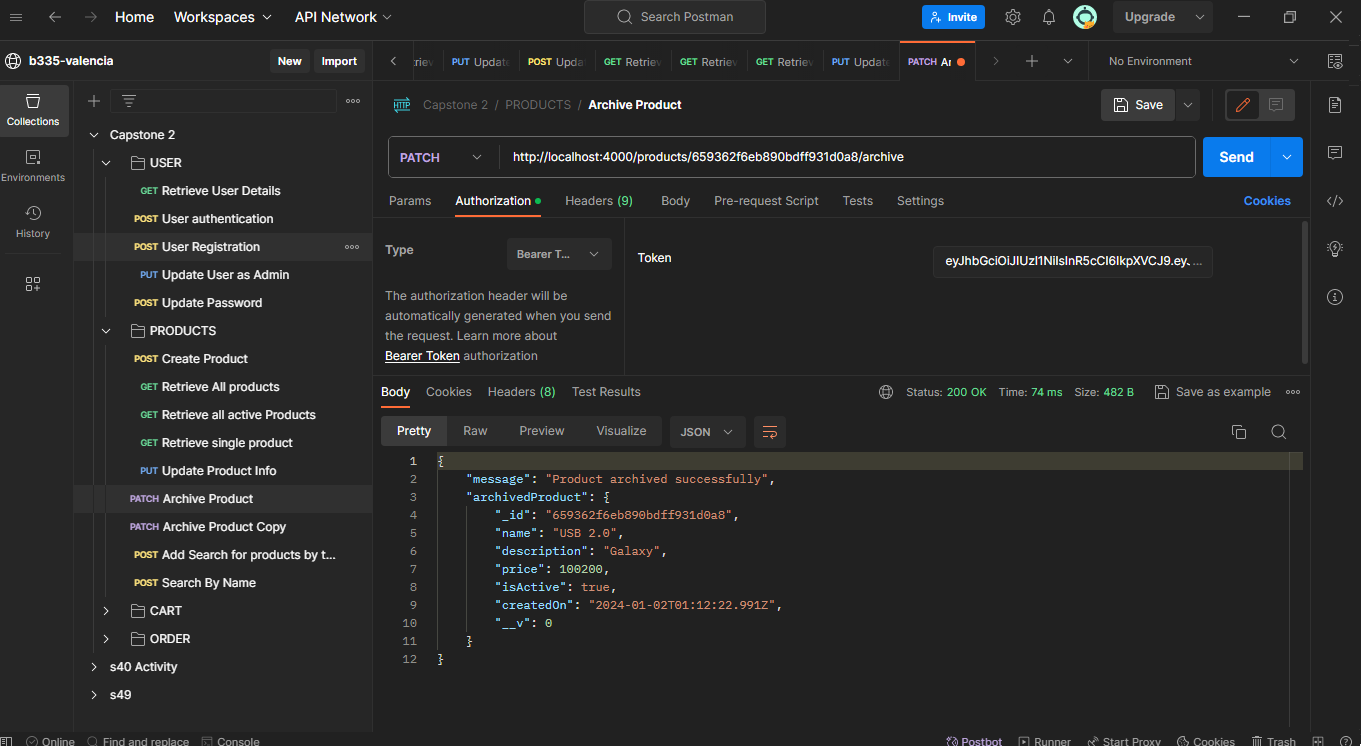 Home Workspaces API Network Search Postman Invite Upgrade
b335-valencia New Import PUT Update POST Upda GET Retriev GET Retriev GET Retriev PUT Update PATCH Ar No Environment
Collections
Environments
History
Capstone 2
USER
GET Retrieve User Details
POST User authentication
POST User Registration
PUT Update User as Admin
POST Update Password
PRODUCTS
POST Create Product
GET Retrieve All products
GET Retrieve all active Products
GET Retrieve single product
PUT Update Product Info
PATCH Archive Product
PATCH Archive Product Copy
POST Add Search for products by t...
POST Search By Name
CART
ORDER
s40 Activity
s49
HTTP Capstone 2 / PRODUCTS / Archive Product Save
PATCH http://localhost:4000/products/659362f6eb890bdff931d0a8/archive Send
Params Authorization Headers (9) Body Pre-request Script Tests Settings Cookies
Type Bearer T...
The authorization header will be
automatically generated when you send
the request. Learn more about
Bearer Token authorization
Token
Body Cookies Headers (8) Test Results Status: 200 OK Time: 74 ms Size: 482 B Save as example
Pretty Raw Preview Visualize JSON
1 {
2 "message": "Product archived successfully",
3 "archivedProduct": {
4 "_id": "659362f6eb890bdff931d0a8",
5 "name": "USB 2.0",
6 "description": "Galaxy",
7 "price": 100200,
8 "isActive": true,
9 "createdOn": "2024-01-02T01:12:22.991Z",
10 "__v": 0
11 }
12 }
Online Find and replace Console Postbot Runner Start Proxy Cookies Trash